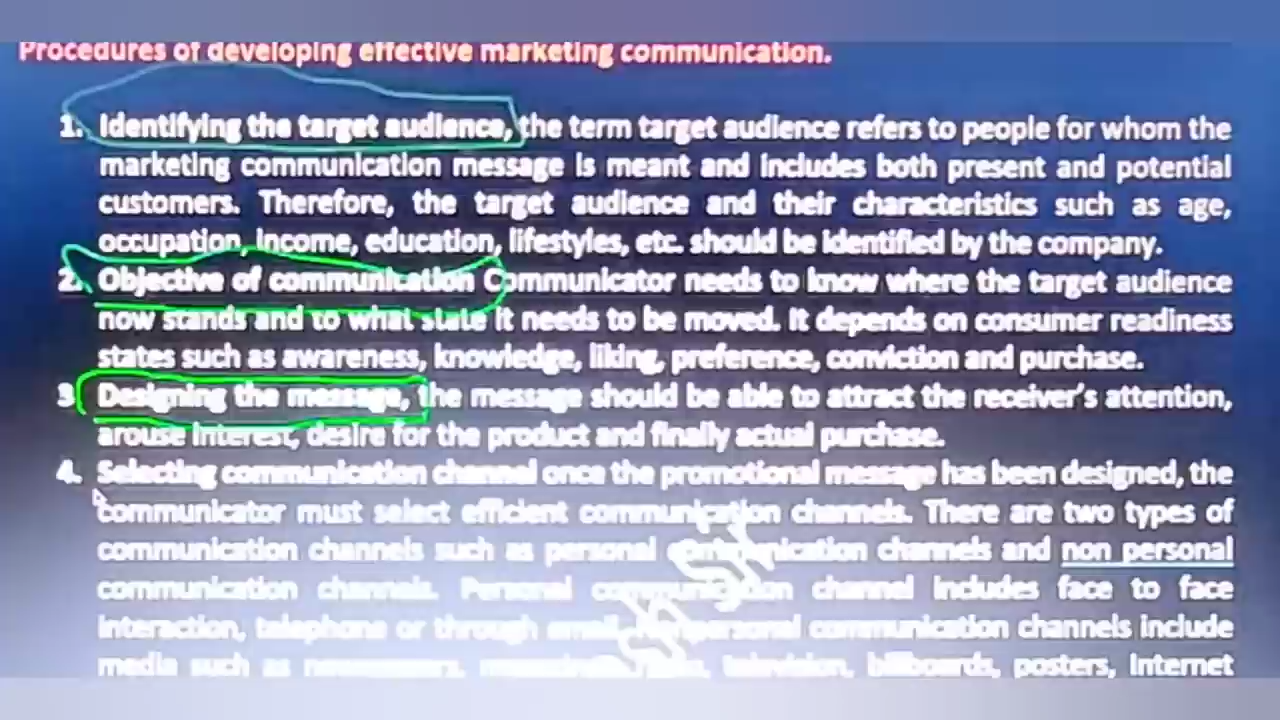 Procedures of developing effective marketing communication.
1. Identifying the target audience, the term target audience refers to people for whom the
marketing communication message is meant and includes both present and potential
customers. Therefore, the target audience and their characteristics such as age,
occupation, income, education, lifestyles, etc. should be identified by the company.
2. Objective of communication Communicator needs to know where the target audience
now stands and to what state it needs to be moved. It depends on consumer readiness
states such as awareness, knowledge, liking, preference, conviction and purchase.
3. Designing the message, the message should be able to attract the receiver's attention,
arouse interest, desire for the product and finally actual purchase.
4. Selecting communication channel once the promotional message has been designed, the
communicator must select efficient communication channels. There are two types of
communication channels such as personal communication channels and non personal
communication channels. Personal communication channel includes face to face
interaction, telephone or through email. communication channels include
media such as newspapers, television, billboards, posters, Internet
Sir